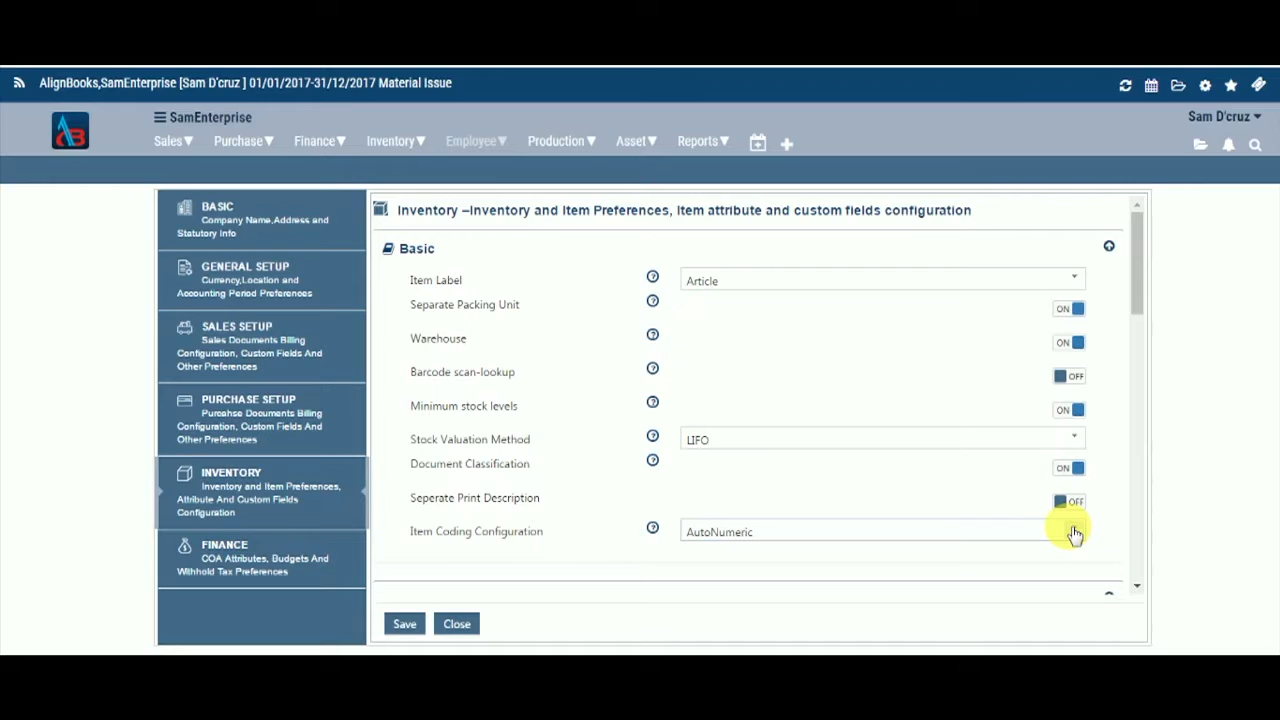 AlignBooks,SamEnterprise [Sam D'cruz ] 01/01/2017-31/12/2017 Material Issue
SamEnterprise
Sam D'cruz
Sales Purchase Finance Inventory Employee Production Asset Reports
BASIC
Company Name,Address and
Statutory Info
GENERAL SETUP
Currency,Location and
Accounting Period Preferences
SALES SETUP
Sales Documents Billing
Configuration, Custom Fields And
Other Preferences
PURCHASE SETUP
Purcahse Documents Billing
Configuration, Custom Fields And
Other Preferences
INVENTORY
Inventory and Item Preferences,
Attribute And Custom Fields
Configuration
FINANCE
COA Attributes, Budgets And
Withhold Tax Preferences
Inventory –Inventory and Item Preferences, Item attribute and custom fields configuration
Basic
Item Label Article
Separate Packing Unit ON
Warehouse ON
Barcode scan-lookup OFF
Minimum stock levels ON
Stock Valuation Method LIFO
Document Classification ON
Seperate Print Description OFF
Item Coding Configuration AutoNumeric
Save Close